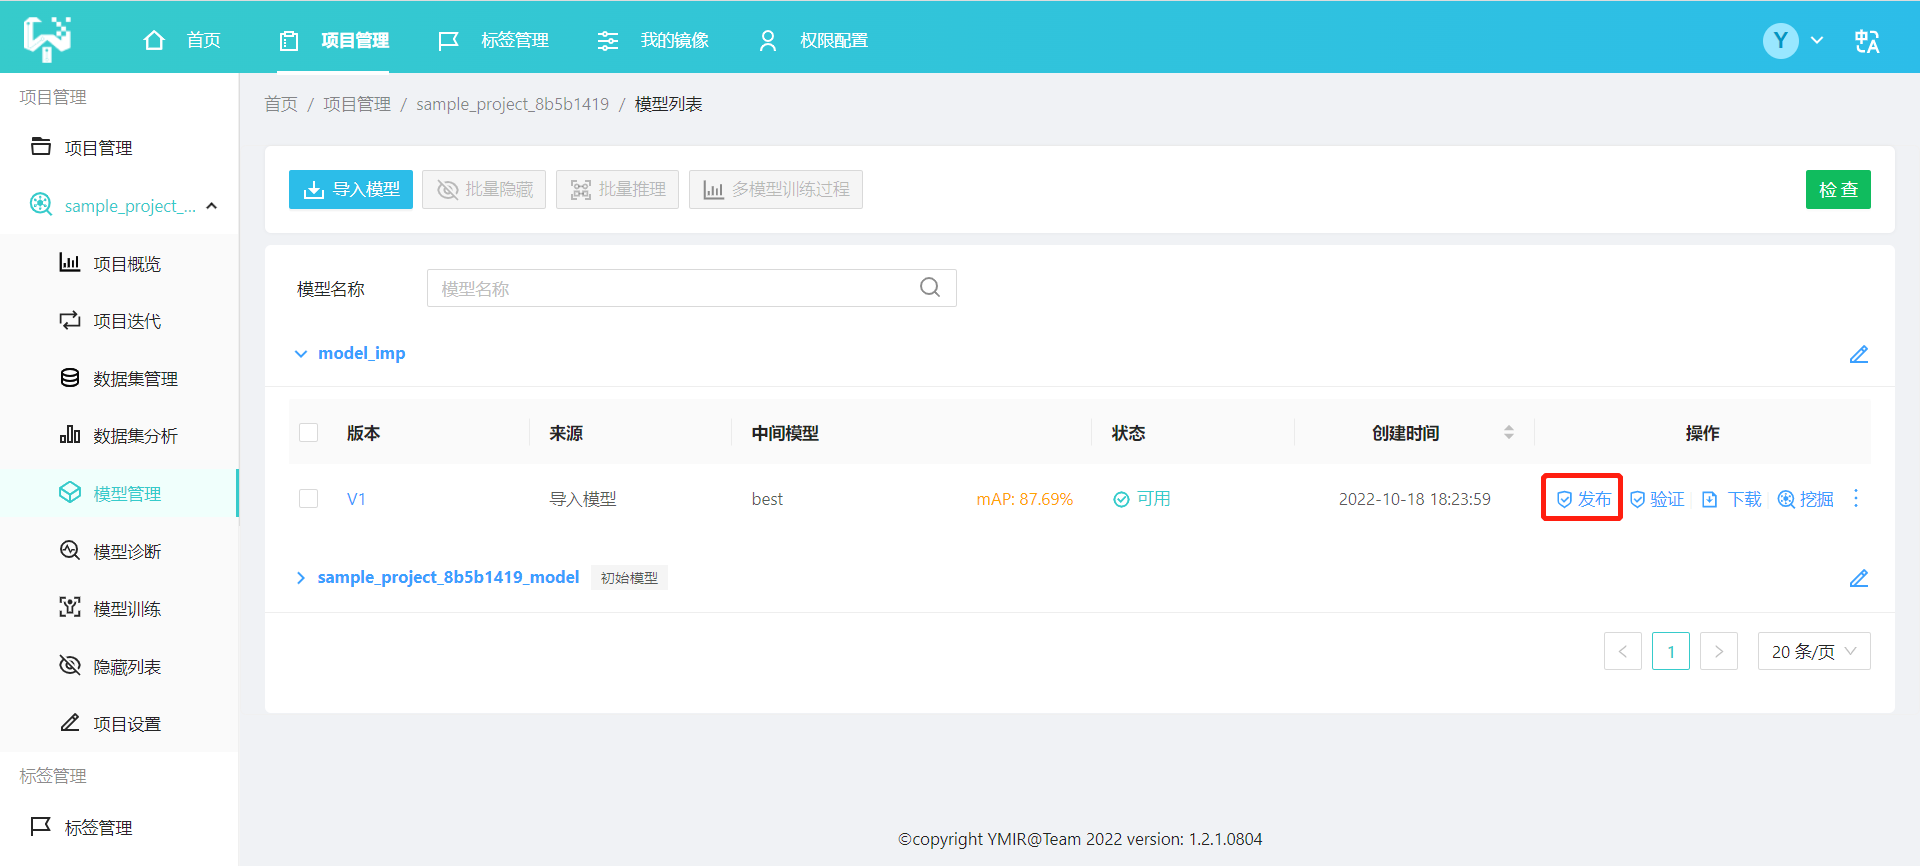 首页 项目管理 标签管理 我的镜像 权限配置 Y
项目管理
项目管理
sample_project_...
项目概览
项目迭代
数据集管理
数据集分析
模型管理
模型诊断
模型训练
隐藏列表
项目设置
标签管理
标签管理
首页 / 项目管理 / sample_project_8b5b1419 / 模型列表
导入模型 批量隐藏 批量推理 多模型训练过程 检 查
模型名称 模型名称
model_imp
版本 来源 中间模型 状态 创建时间 操作
V1 导入模型 best mAP: 87.69% 可用 2022-10-18 18:23:59 发布 验证 下载 挖掘
sample_project_8b5b1419_model 初始模型
< 1 > 20 条/页
©copyright YMIR@Team 2022 version: 1.2.1.0804